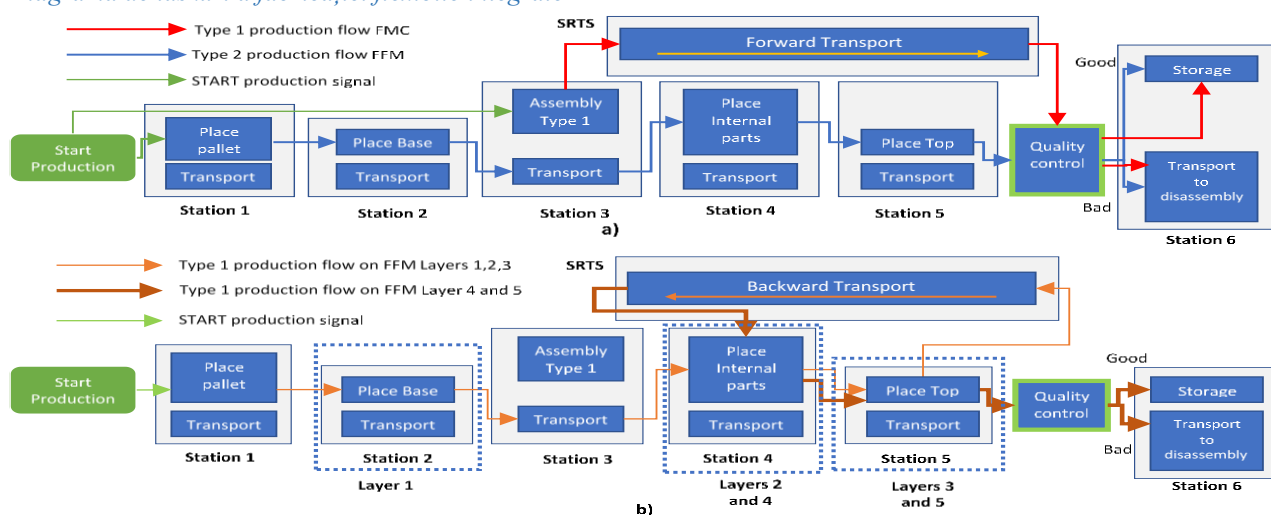 Type 1 production flow FMC
Type 2 production flow FFM
START production signal
SRTS
Forward Transport
Start
Production
Place
pallet
Transport
Station 1
Place Base
Transport
Station 2
Assembly
Type 1
Transport
Station 3
Place
Internal
parts
Transport
Station 4
Place Top
Transport
Station 5
Quality
control
Good
Bad
Storage
Transport
to
disassembly
Station 6
a)
Type 1 production flow on FFM Layers 1,2,3
Type 1 production flow on FFM Layer 4 and 5
START production signal
SRTS
Backward Transport
Start
Production
Place
pallet
Transport
Station 1
Place Base
Transport
Station 2
Layer 1
Assembly
Type 1
Transport
Station 3
Place
Internal
parts
Transport
Station 4
Layers 2
and 4
Place Top
Transport
Station 5
Layers 3
and 5
Quality
control
Good
Bad
Storage
Transport
to
disassembly
Station 6
b)